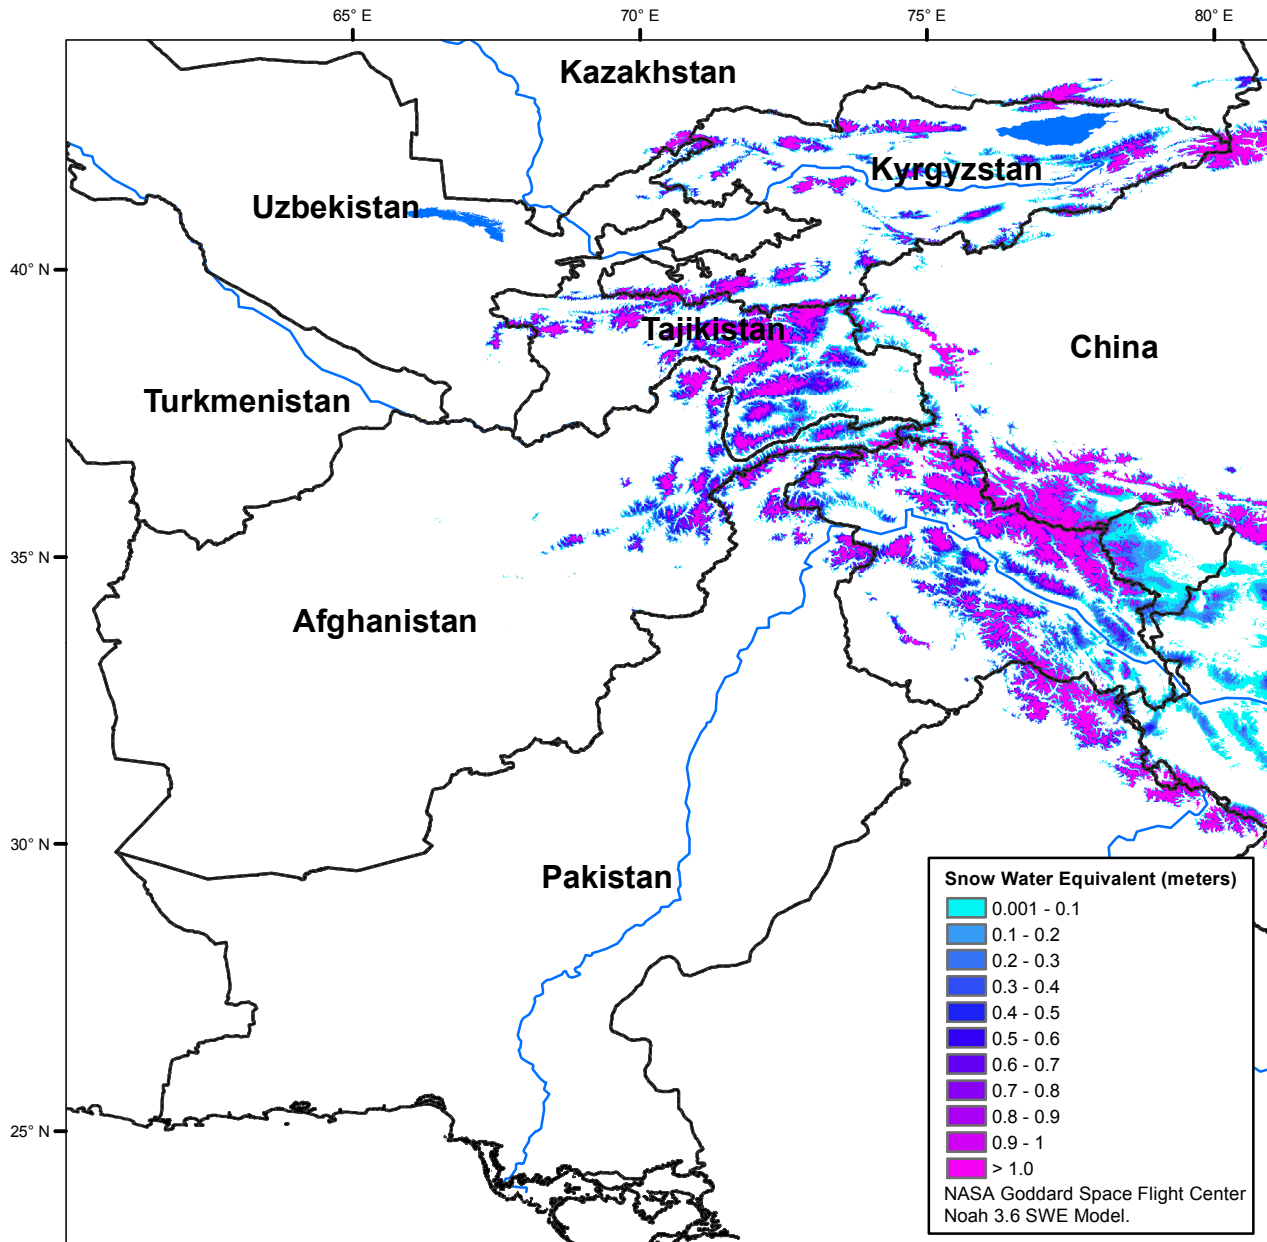 65° E
70° E
75° E
80° E
Kazakhstan
Kyrgyzstan
Uzbekistan
40° N
Tajikistan
China
Turkmenistan
35° N
Afghanistan
30° N
Pakistan
25° N
Snow Water Equivalent (meters)
0.001 - 0.1
0.1 - 0.2
0.2 - 0.3
0.3 - 0.4
0.4 - 0.5
0.5 - 0.6
0.6 - 0.7
0.7 - 0.8
0.8 - 0.9
0.9 - 1
> 1.0
NASA Goddard Space Flight Center
Noah 3.6 SWE Model.